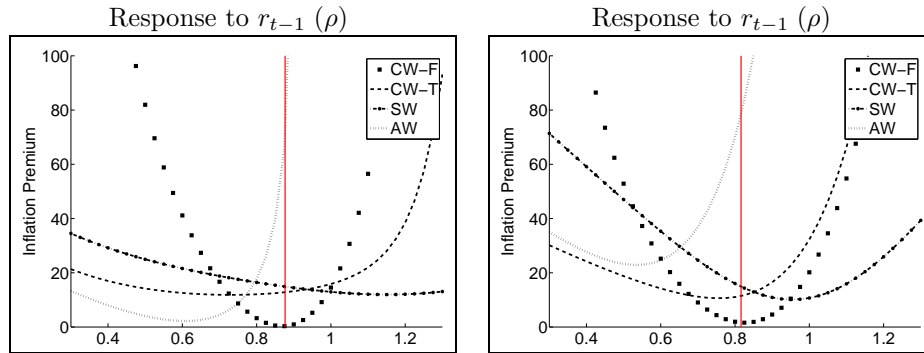 Response to r_{t−1} (ρ)
Inflation Premium
100
80
60
40
20
0
0.4
0.6
0.8
1
1.2
CW−F
CW−T
SW
AW
Response to r_{t−1} (ρ)
Inflation Premium
100
80
60
40
20
0
0.4
0.6
0.8
1
1.2
CW−F
CW−T
SW
AW